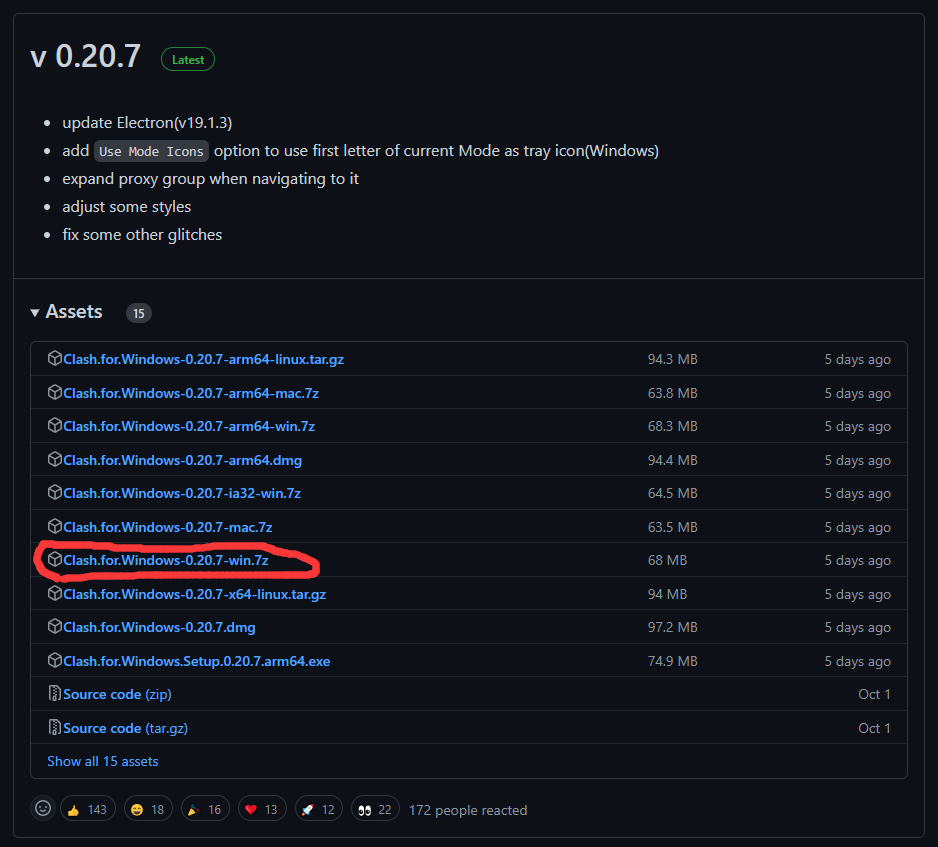 v 0.20.7 Latest
update Electron(v19.1.3)
add Use Mode Icons option to use first letter of current Mode as tray icon(Windows)
expand proxy group when navigating to it
adjust some styles
fix some other glitches
Assets 15
Clash.for.Windows-0.20.7-arm64-linux.tar.gz 94.3 MB 5 days ago
Clash.for.Windows-0.20.7-arm64-mac.7z 63.8 MB 5 days ago
Clash.for.Windows-0.20.7-arm64-win.7z 68.3 MB 5 days ago
Clash.for.Windows-0.20.7-arm64.dmg 94.4 MB 5 days ago
Clash.for.Windows-0.20.7-ia32-win.7z 64.5 MB 5 days ago
Clash.for.Windows-0.20.7-mac.7z 63.5 MB 5 days ago
Clash.for.Windows-0.20.7-win.7z 68 MB 5 days ago
Clash.for.Windows-0.20.7-x64-linux.tar.gz 94 MB 5 days ago
Clash.for.Windows-0.20.7.dmg 97.2 MB 5 days ago
Clash.for.Windows.Setup.0.20.7.arm64.exe 74.9 MB 5 days ago
Source code (zip) Oct 1
Source code (tar.gz) Oct 1
Show all 15 assets
143 18 16 13 12 22 172 people reacted